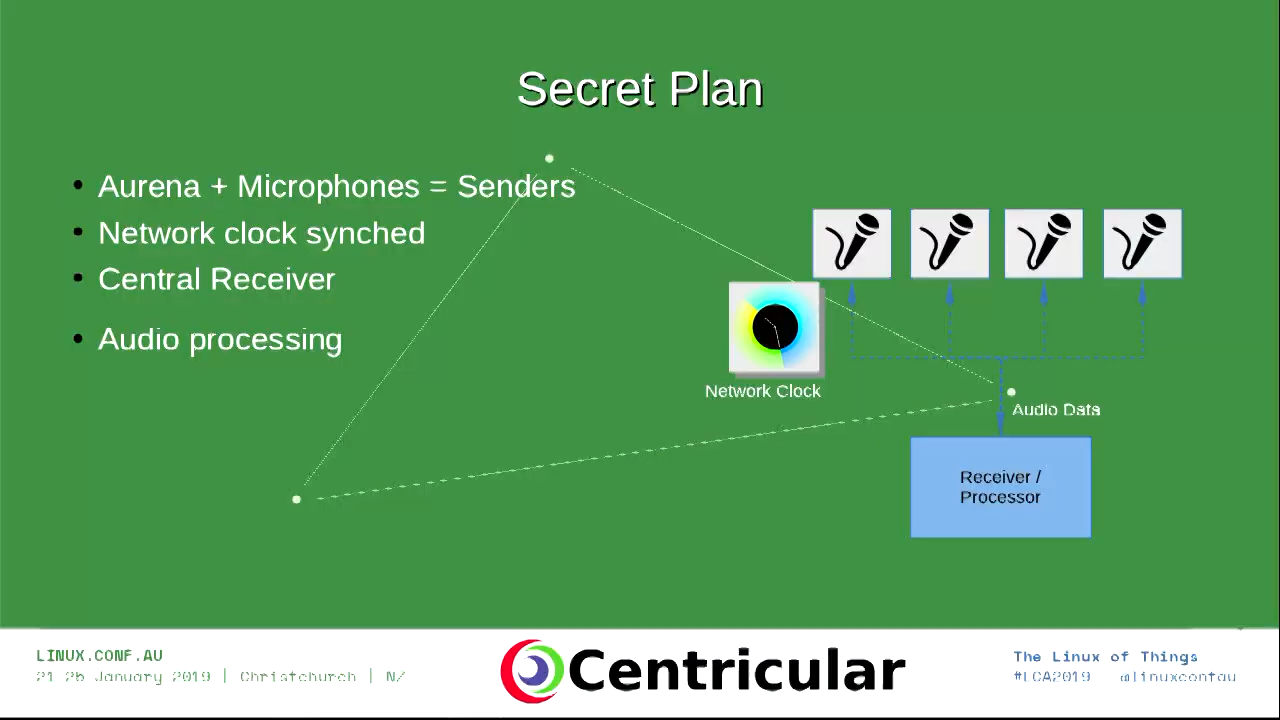 Secret Plan
• Aurena + Microphones = Senders
• Network clock synched
• Central Receiver
• Audio processing
Network Clock
Audio Data
Receiver /
Processor
LINUX.CONF.AU
21 25 January 2019 | Christchurch | NZ
Centricular
The Linux of Things
#LCA2019 @linuxconfau